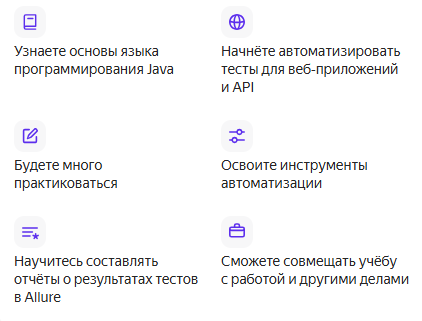 Узнаете основы языка
программирования Java
Начнёте автоматизировать
тесты для веб-приложений
и API
Будете много
практиковаться
Освоите инструменты
автоматизации
Научитесь составлять
отчёты о результатах тестов
в Allure
Сможете совмещать учёбу
с работой и другими делами